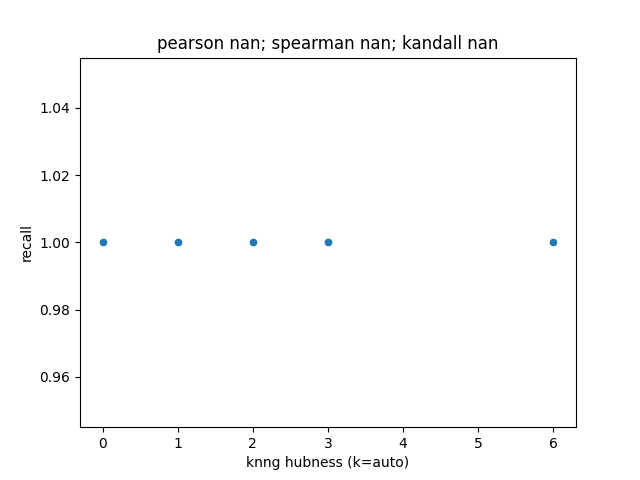 pearson nan; spearman nan; kandall nan
1.04
1.02
1.00
0.98
0.96
recall
0 1 2 3 4 5 6
knng hubness (k=auto)